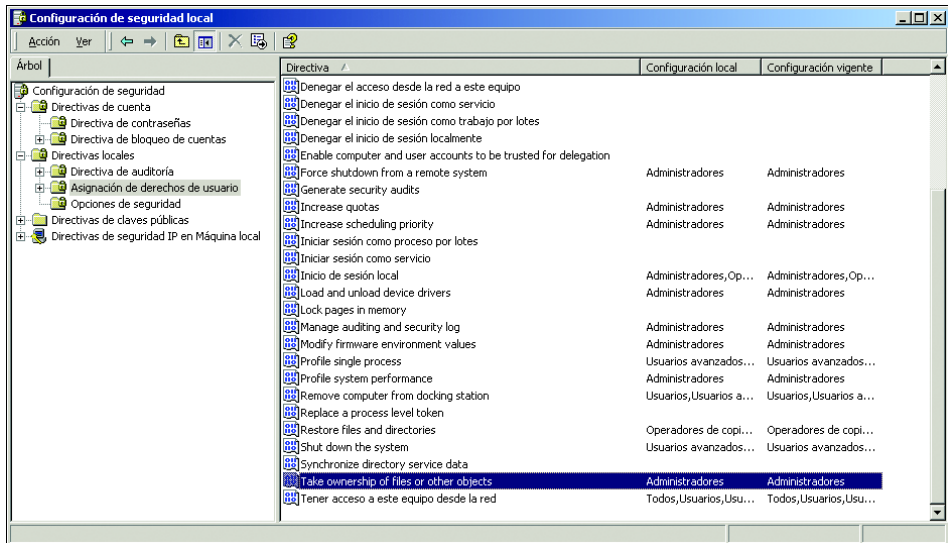 Configuración de seguridad local
Acción Ver
Árbol
Configuración de seguridad
Directivas de cuenta
Directiva de contraseñas
Directiva de bloqueo de cuentas
Directivas locales
Directiva de auditoría
Asignación de derechos de usuario
Opciones de seguridad
Directivas de claves públicas
Directivas de seguridad IP en Máquina local
Directiva Configuración local Configuración vigente
Denegar el acceso desde la red a este equipo
Denegar el inicio de sesión como servicio
Denegar el inicio de sesión como trabajo por lotes
Denegar el inicio de sesión localmente
Enable computer and user accounts to be trusted for delegation
Force shutdown from a remote system Administradores Administradores
Generate security audits
Increase quotas Administradores Administradores
Increase scheduling priority Administradores Administradores
Iniciar sesión como proceso por lotes
Iniciar sesión como servicio
Inicio de sesión local Administradores,Op... Administradores,Op...
Load and unload device drivers Administradores Administradores
Lock pages in memory
Manage auditing and security log Administradores Administradores
Modify firmware environment values Administradores Administradores
Profile single process Usuarios avanzados... Usuarios avanzados...
Profile system performance Administradores Administradores
Remove computer from docking station Usuarios,Usuarios a... Usuarios,Usuarios a...
Replace a process level token
Restore files and directories Operadores de copi... Operadores de copi...
Shut down the system Usuarios avanzados... Usuarios avanzados...
Synchronize directory service data
Take ownership of files or other objects Administradores Administradores
Tener acceso a este equipo desde la red Todos,Usuarios,Usu... Todos,Usuarios,Usu...